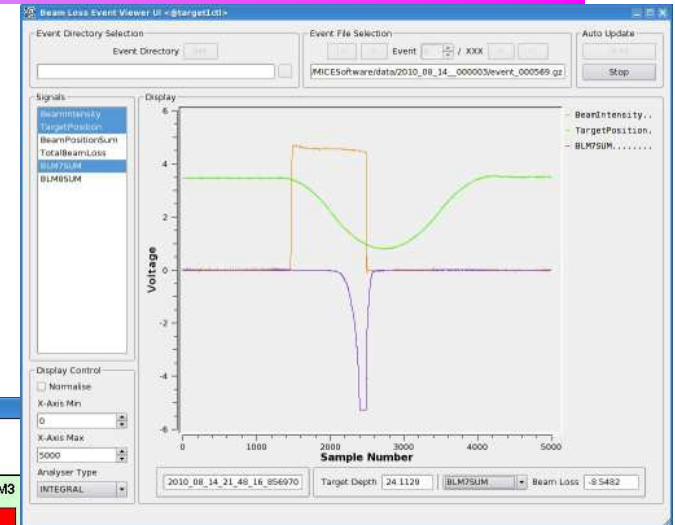 Beam Loss Event Viewer UI <@target1ctl>
Event Directory Selection
Event Directory
Event File Selection
Event / XXX
/MICESoftware/data/2010_08_14__000003/event_000569.gz
Auto Update
Stop
Signals
BeamIntensity
TargetPosition
BeamPositionSum
TotalBeamLoss
BLM7SUM
BLM8SUM
Display
6
4
2
0
-2
-4
-6
Voltage
0 1000 2000 3000 4000 5000
Sample Number
BeamIntensity..
TargetPosition.
BLM7SUM........
Display Control
Normalise
X-Axis Min
0
X-Axis Max
5000
Analyser Type
INTEGRAL
2010_08_14_21_48_16_856970
Target Depth 24.1129
BLM7SUM
Beam Loss -8.5482
M3